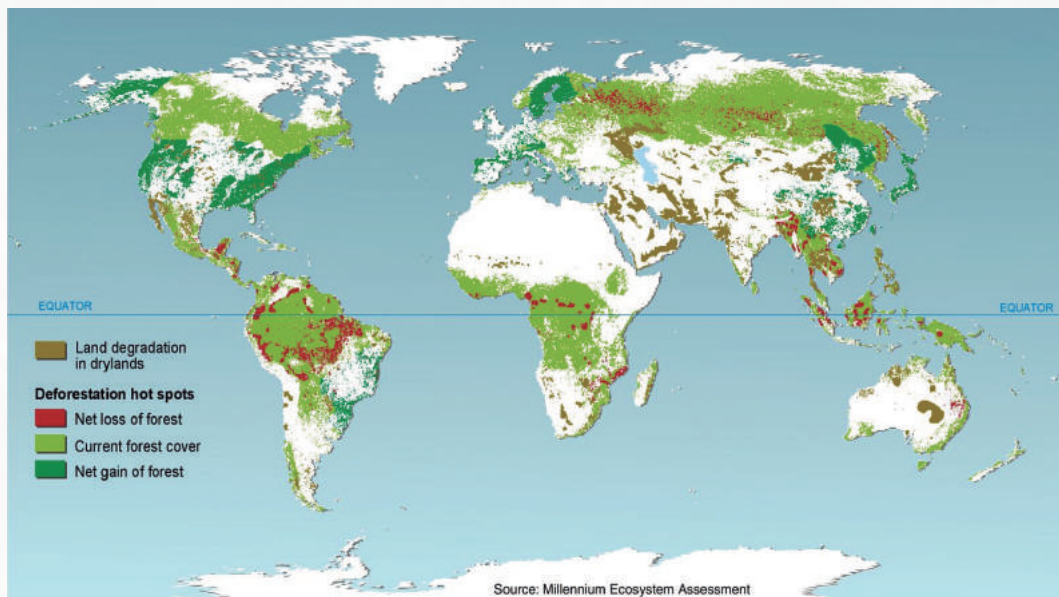 EQUATOR
EQUATOR
Land degradation
in drylands
Deforestation hot spots
Net loss of forest
Current forest cover
Net gain of forest
Source: Millennium Ecosystem Assessment